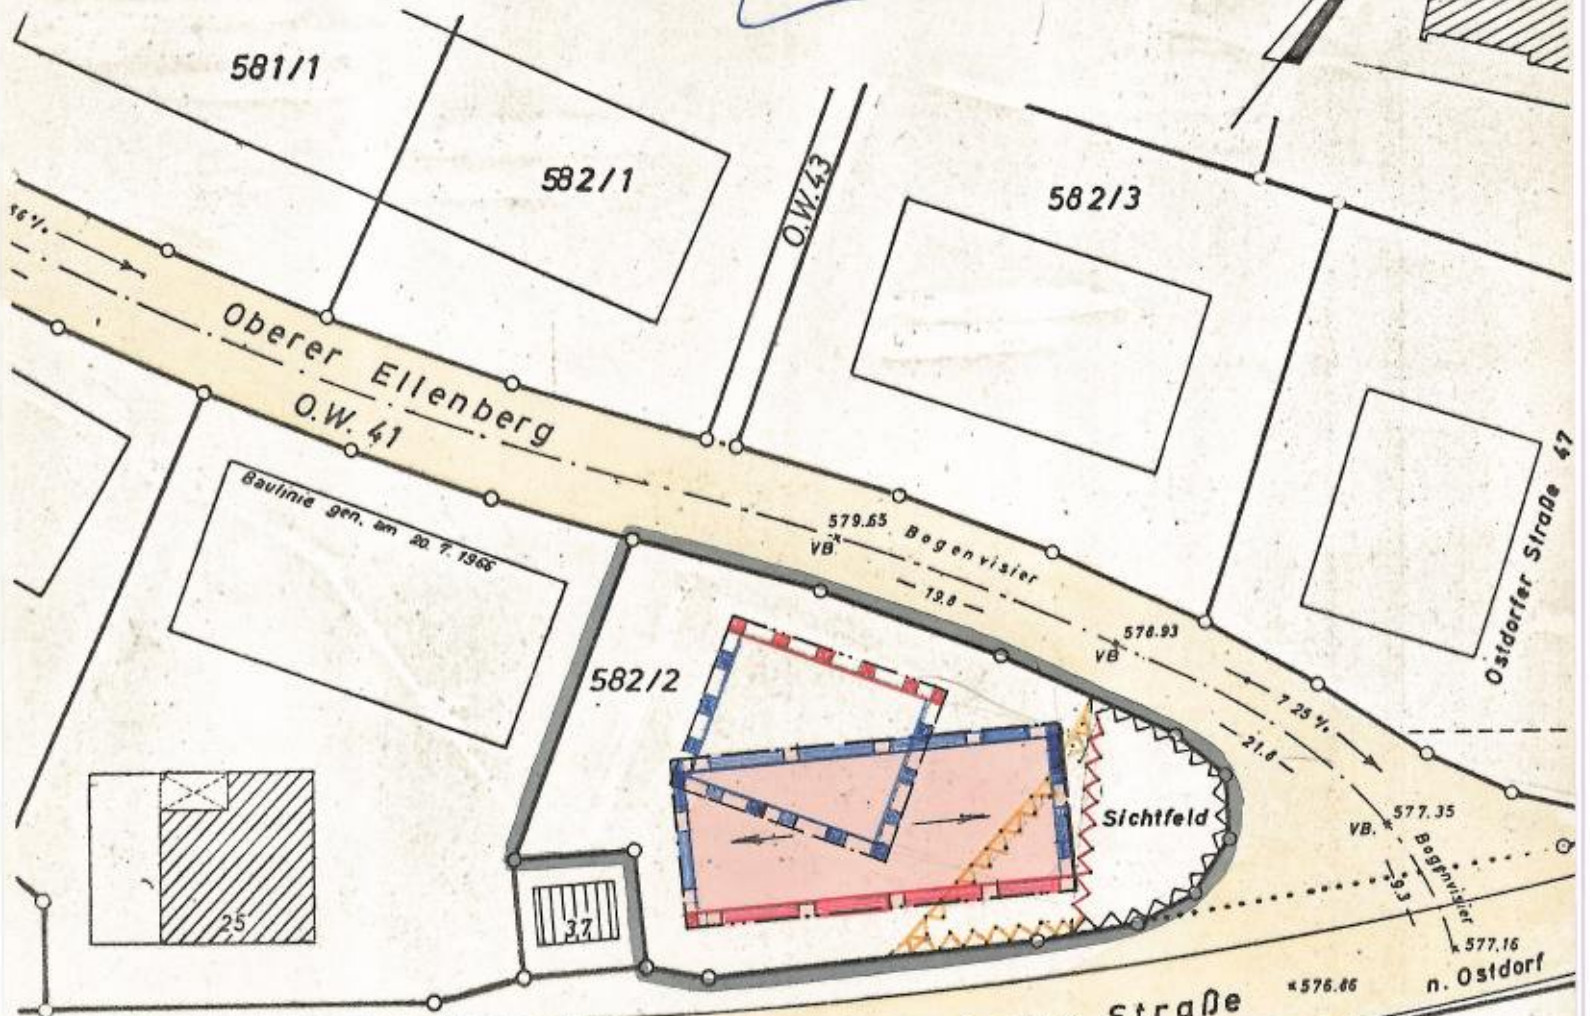 581/1
582/1
O.W.43
582/3
Oberer Ellenberg
O.W. 41
Baulinie gen. am 20. 7. 1966
579.65
VB.
Bogenvisier
19.8
578.93
VB
7.25 %
21.8
Ostdorfer Straße 47
582/2
Sichtfeld
577.35
VB.
Bogenvisier
9.3
577.16
n. Ostdorf
576.86
Straße
25
37